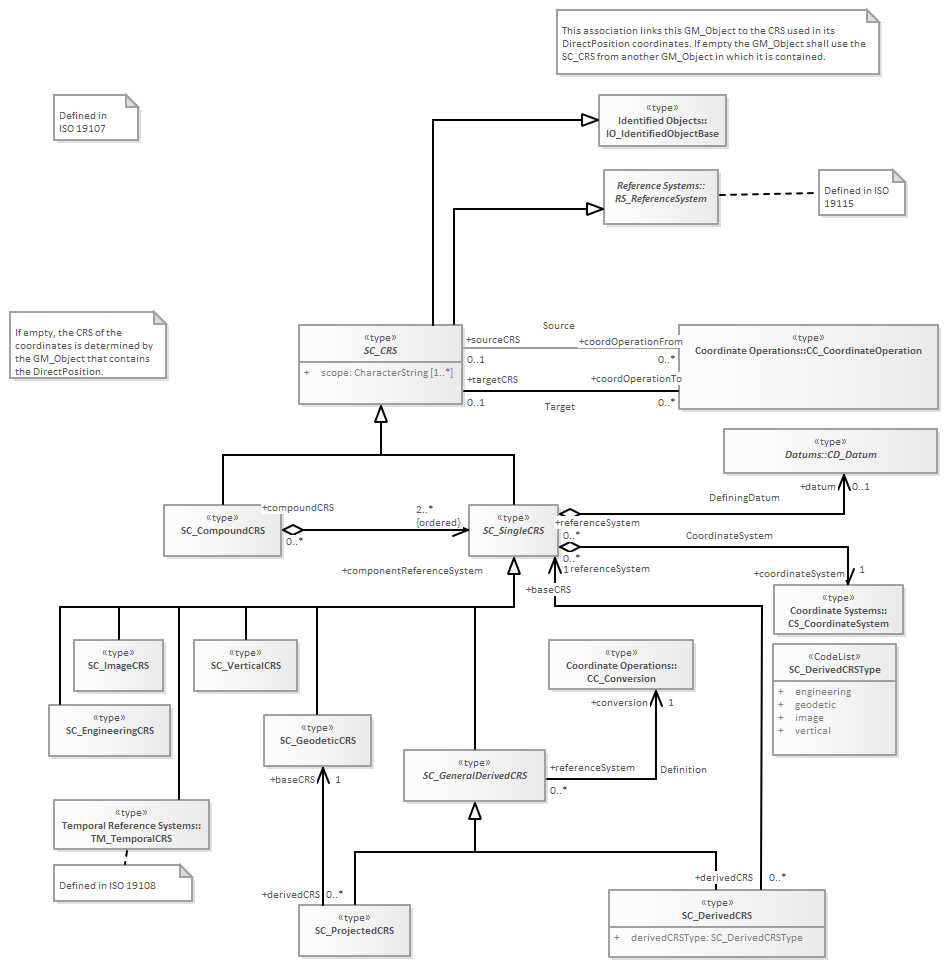 This association links this GM_Object to the CRS used in its
DirectPosition coordinates. If empty the GM_Object shall use the
SC_CRS from another GM_Object in which it is contained.
Defined in
ISO 19107
«type»
Identified Objects::
IO_IdentifiedObjectBase
Reference Systems::
RS_ReferenceSystem
Defined in ISO
19115
If empty, the CRS of the
coordinates is determined by
the GM_Object that contains
the DirectPosition.
«type»
SC_CRS
+ scope: CharacterString [1..*]
Source
+sourceCRS
+coordOperationFrom
0..1
0..*
+targetCRS
+coordOperationTo
0..1
0..*
Target
«type»
Coordinate Operations::CC_CoordinateOperation
«type»
Datums::CD_Datum
+datum
0..1
DefiningDatum
«type»
SC_CompoundCRS
+compoundCRS
0..*
2..*
{ordered}
+componentReferenceSystem
«type»
SC_SingleCRS
+referenceSystem
0..*
CoordinateSystem
0..*
referenceSystem
1
+baseCRS
+coordinateSystem
1
«type»
Coordinate Systems::
CS_CoordinateSystem
«type»
SC_ImageCRS
«type»
SC_VerticalCRS
«type»
Coordinate Operations::
CC_Conversion
«CodeList»
SC_DerivedCRSType
+ engineering
+ geodetic
+ image
+ vertical
«type»
SC_EngineeringCRS
«type»
SC_GeodeticCRS
+conversion
1
«type»
SC_GeneralDerivedCRS
+referenceSystem
0..*
Definition
+baseCRS
1
«type»
Temporal Reference Systems::
TM_TemporalCRS
Defined in ISO 19108
+derivedCRS
0..*
«type»
SC_ProjectedCRS
+derivedCRS
0..*
«type»
SC_DerivedCRS
+ derivedCRSType: SC_DerivedCRSType